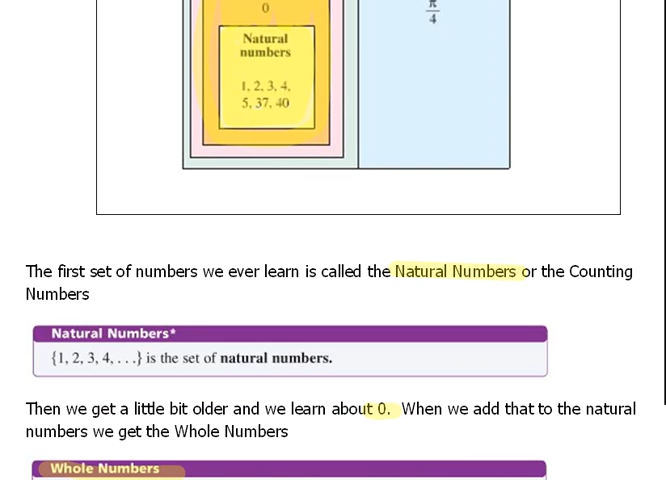 0
π
4
Natural
numbers
1, 2, 3, 4,
5, 37, 40
The first set of numbers we ever learn is called the Natural Numbers or the Counting
Numbers
Natural Numbers*
{1, 2, 3, 4, . . .} is the set of natural numbers.
Then we get a little bit older and we learn about 0. When we add that to the natural
numbers we get the Whole Numbers
Whole Numbers